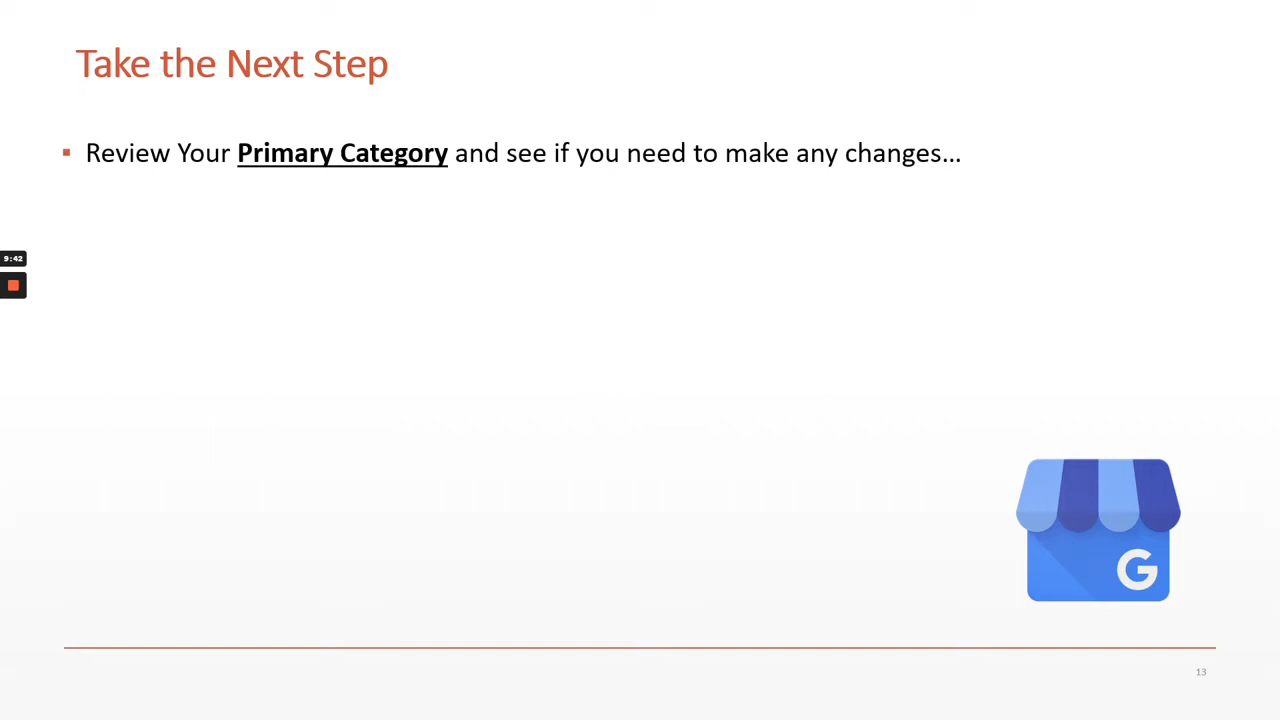 Take the Next Step
▪ Review Your Primary Category and see if you need to make any changes…
9:42
G
13